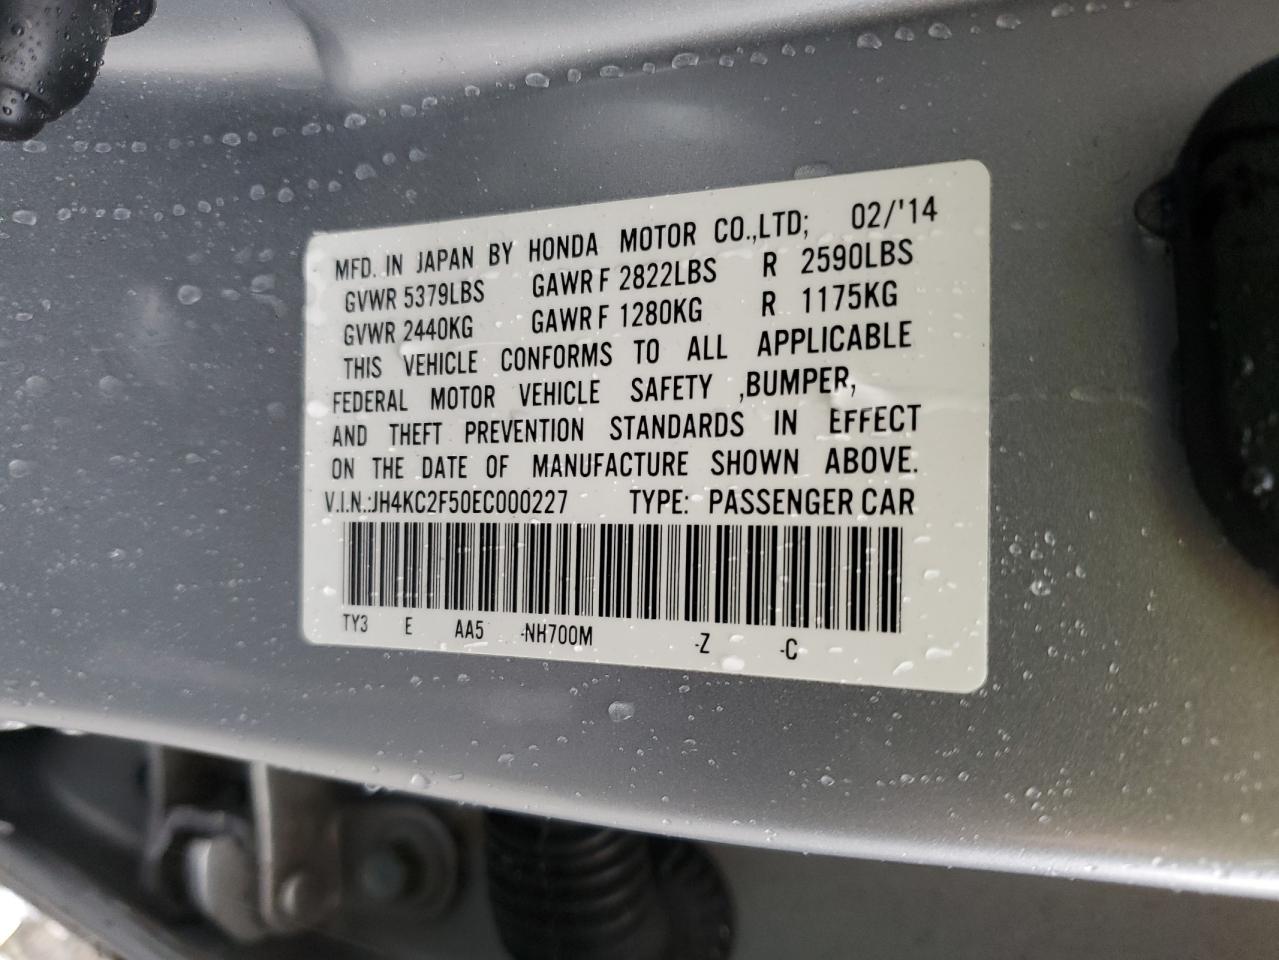 MFD. IN JAPAN BY HONDA MOTOR CO.,LTD; 02/'14
GVWR 5379LBS GAWR F 2822LBS R 2590LBS
GVWR 2440KG GAWR F 1280KG R 1175KG
THIS VEHICLE CONFORMS TO ALL APPLICABLE
FEDERAL MOTOR VEHICLE SAFETY ,BUMPER,
AND THEFT PREVENTION STANDARDS IN EFFECT
ON THE DATE OF MANUFACTURE SHOWN ABOVE.
V.I.N.:JH4KC2F50EC000227 TYPE: PASSENGER CAR
TY3 E AA5 -NH700M -Z -C